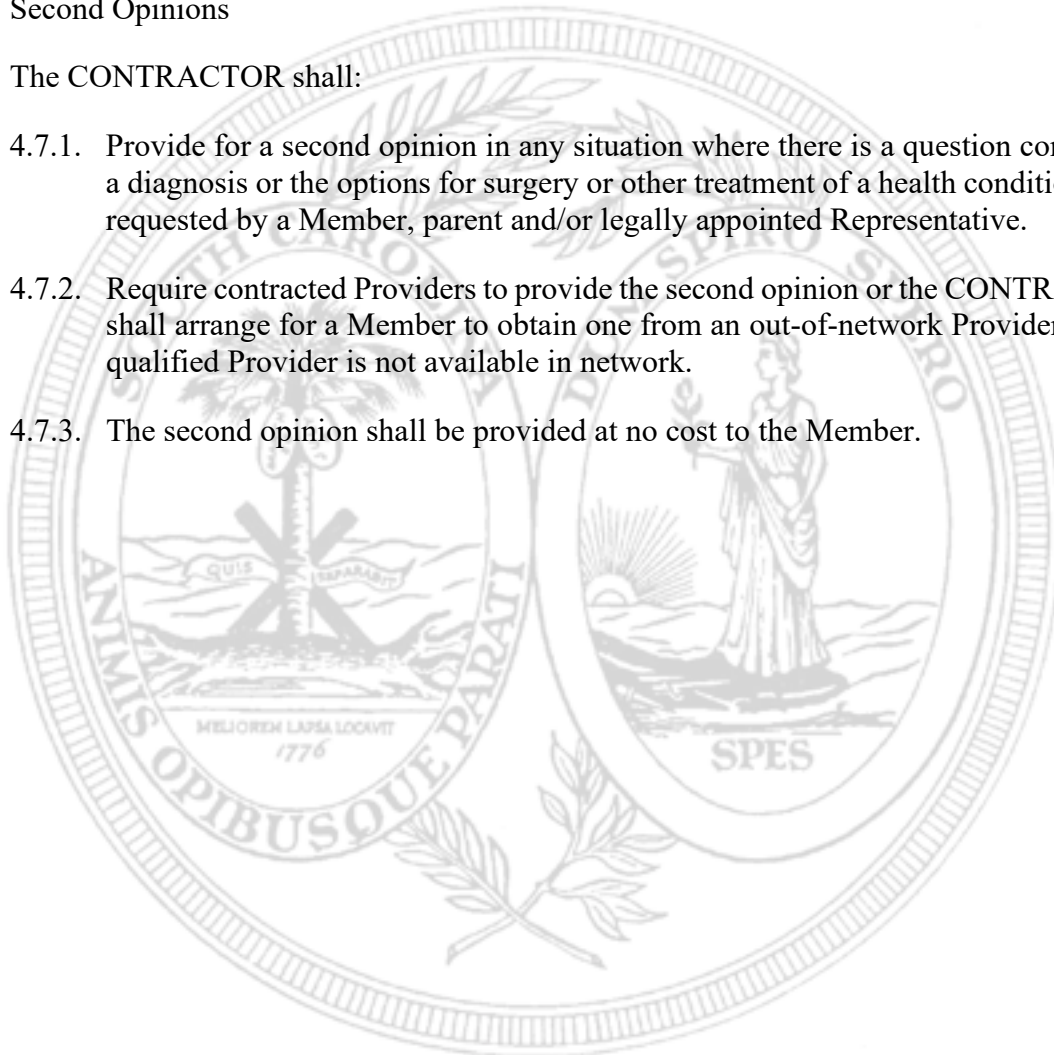 Second Opinions
The CONTRACTOR shall:
4.7.1. Provide for a second opinion in any situation where there is a question
a diagnosis or the options for surgery or other treatment of a health
requested by a Member, parent and/or legally appointed Representative.
4.7.2. Require contracted Providers to provide the second opinion or the
shall arrange for a Member to obtain one from an out-of-network Provider
qualified Provider is not available in network.
4.7.3. The second opinion shall be provided at no cost to the Member.
SOUTH CAROLINA
DUM SPIRO SPERO
QUIS SEPARABIT
MELIOREM LAPSA LOCAVIT
1776
SPES
ANIMIS OPIBUSQUE PARATI